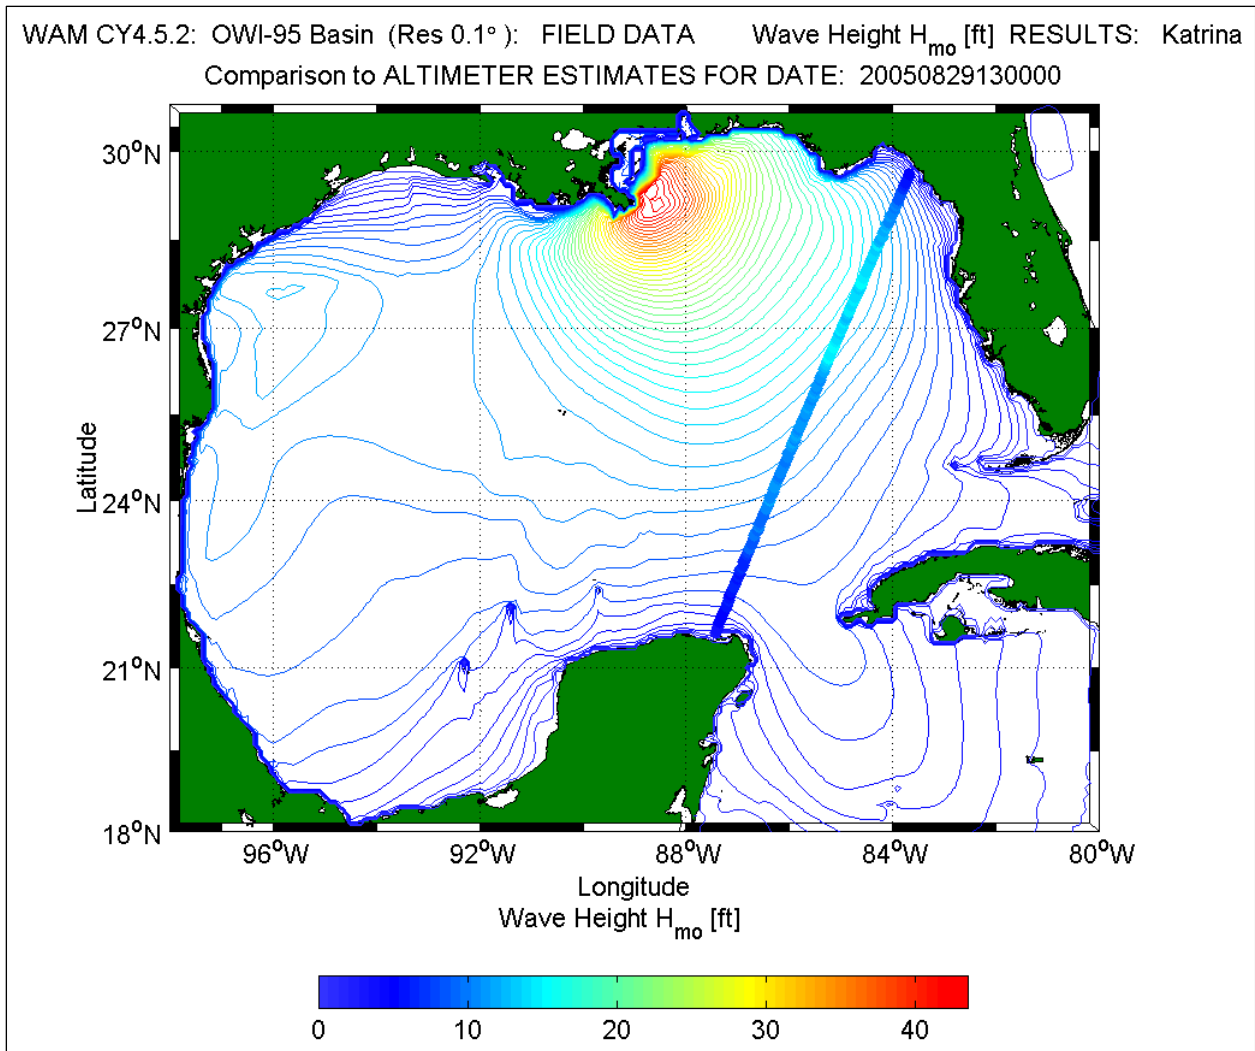 WAM CY4.5.2: OWI-95 Basin (Res 0.1° ): FIELD DATA Wave Height Hmo [ft] RESULTS: Katrina
Comparison to ALTIMETER ESTIMATES FOR DATE: 20050829130000
30°N
27°N
24°N
21°N
18°N
Latitude
96°W 92°W 88°W 84°W 80°W
Longitude
Wave Height Hmo [ft]
0 10 20 30 40